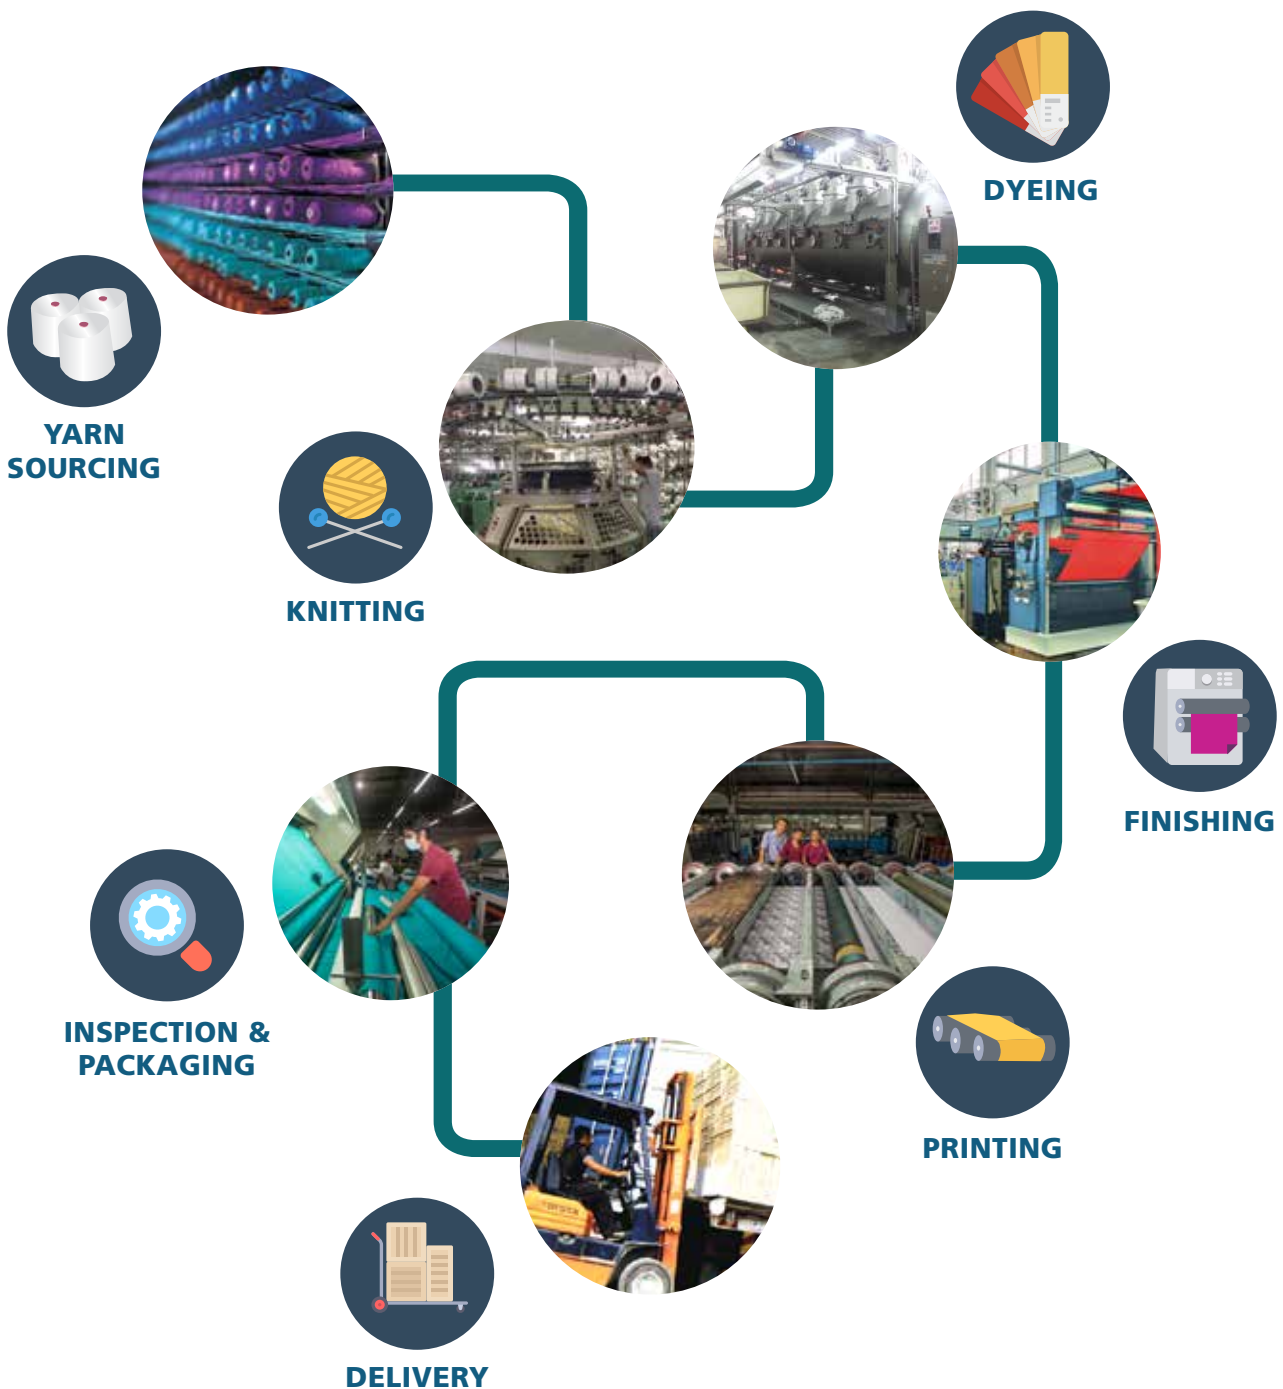 DYEING
YARN
SOURCING
KNITTING
FINISHING
INSPECTION &
PACKAGING
PRINTING
DELIVERY